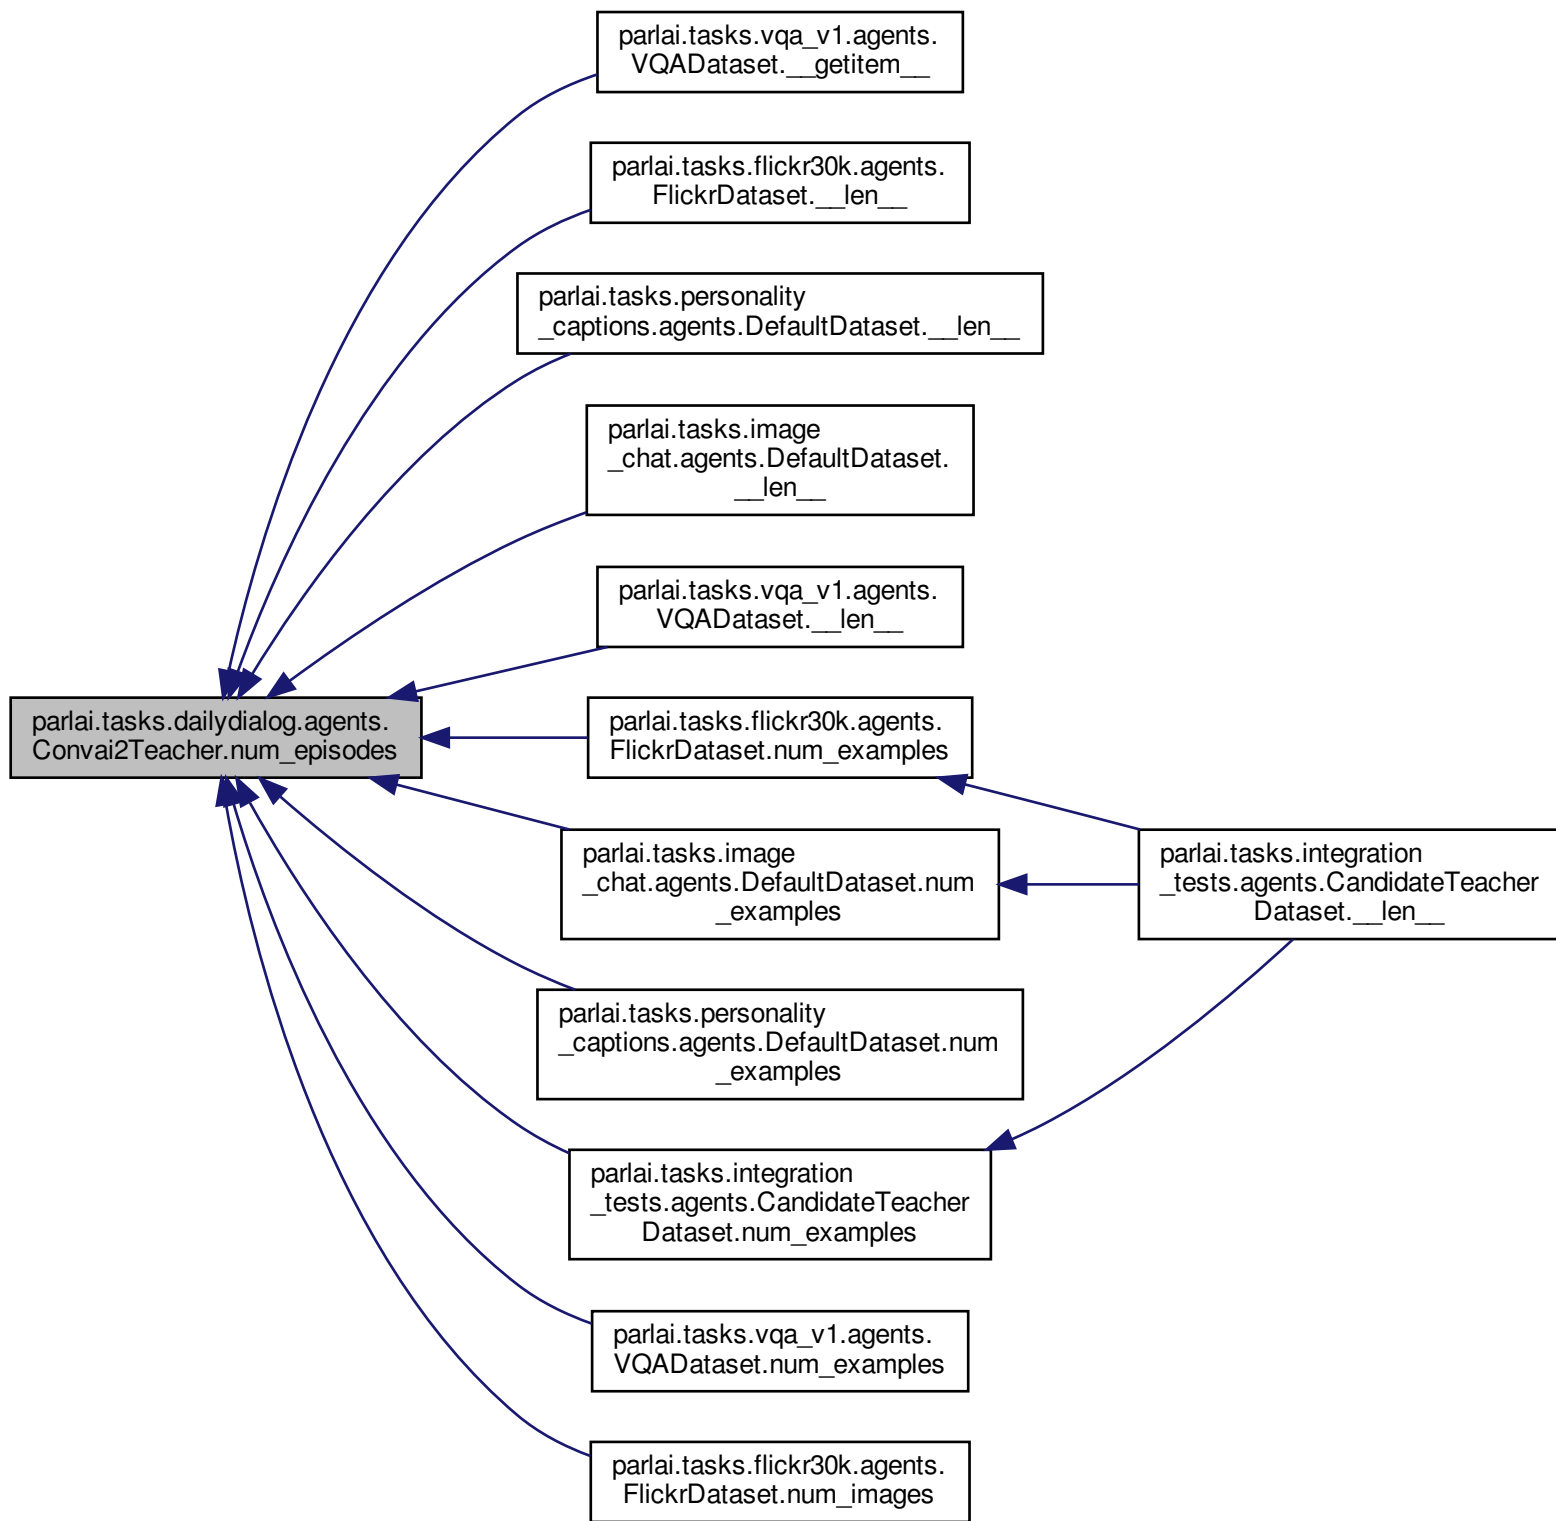 parlai.tasks.vqa_v1.agents.
VQADataset.__getitem__
parlai.tasks.flickr30k.agents.
FlickrDataset.__len__
parlai.tasks.personality
_captions.agents.DefaultDataset.__len__
parlai.tasks.image
_chat.agents.DefaultDataset.
__len__
parlai.tasks.vqa_v1.agents.
VQADataset.__len__
parlai.tasks.dailydialog.agents.
Convai2Teacher.num_episodes
parlai.tasks.flickr30k.agents.
FlickrDataset.num_examples
parlai.tasks.image
_chat.agents.DefaultDataset.num
_examples
parlai.tasks.integration
_tests.agents.CandidateTeacher
Dataset.__len__
parlai.tasks.personality
_captions.agents.DefaultDataset.num
_examples
parlai.tasks.integration
_tests.agents.CandidateTeacher
Dataset.num_examples
parlai.tasks.vqa_v1.agents.
VQADataset.num_examples
parlai.tasks.flickr30k.agents.
FlickrDataset.num_images